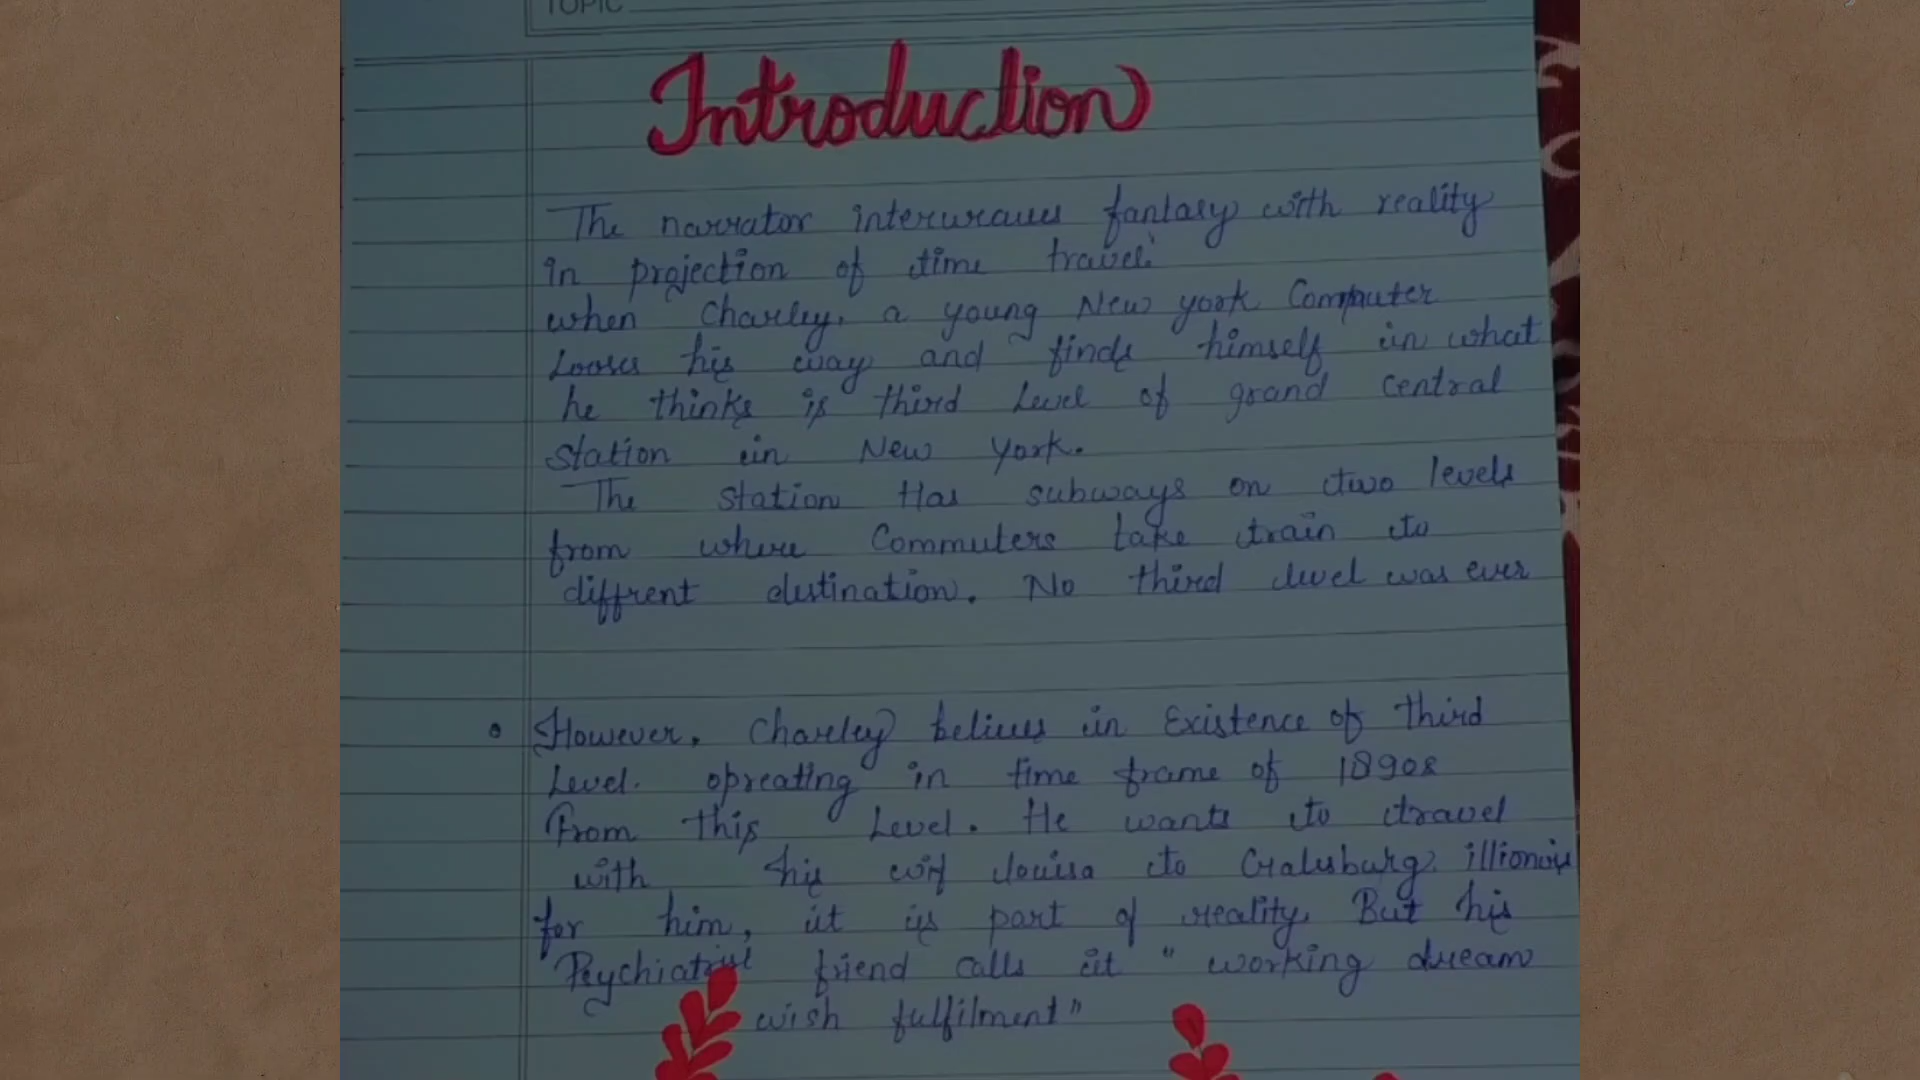 TOPIC
Introduction
The narrator interweaves fantasy with reality
in projection of time travel.
when Charley, a young New york Computer
Looses his way and finds himself in what
he thinks is third Level of grand central
station in New York.
The station Has subways on two levels
from where Commuters take train to
diffrent destination. No third level was ever
However, Charley belives in Existence of third
Level. opreating in time frame of 1890s
From this Level. He wants to travel
with his wif louisa to Gralesburg, illionois
for him, it is part of reality. But his
Psychiatrist friend calls it "working dream
wish fulfilment"